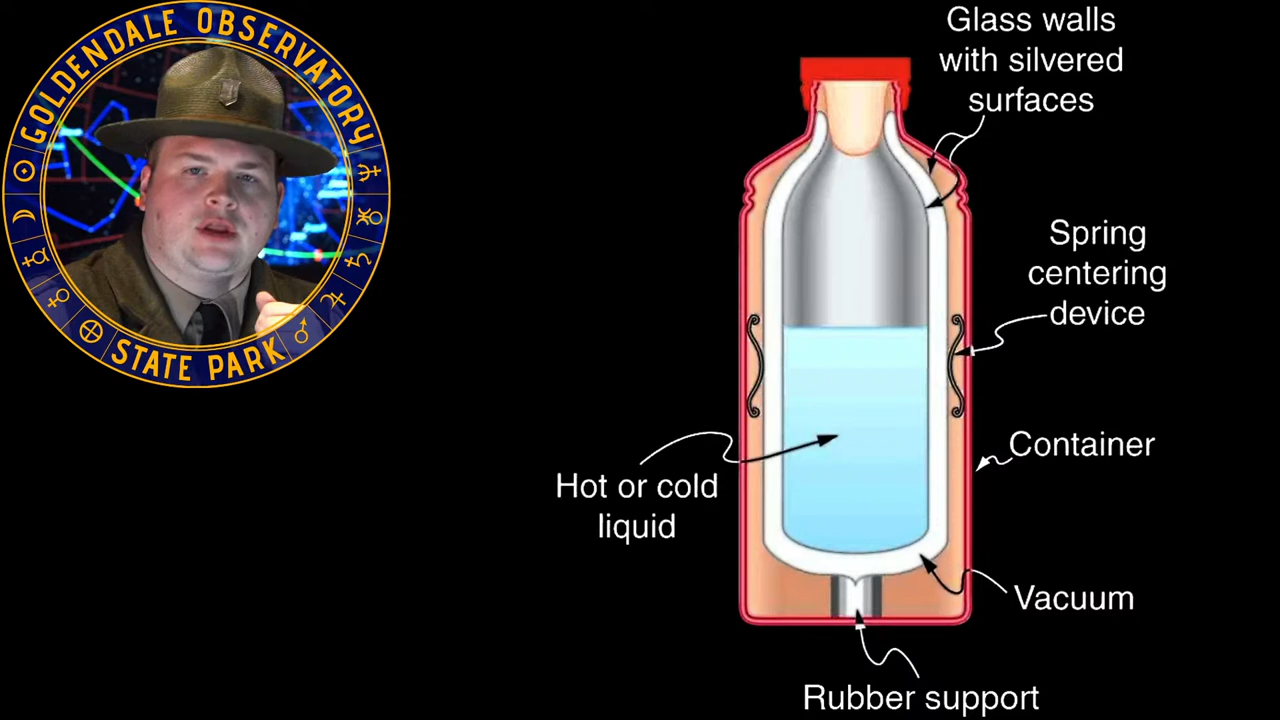 GOLDENDALE OBSERVATORY
STATE PARK
Glass walls
with silvered
surfaces
Spring
centering
device
Container
Hot or cold
liquid
Vacuum
Rubber support